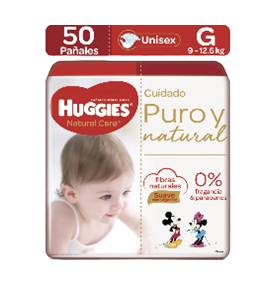 50
Pañales
Unisex
G
9 - 12.5 kg
HUGGIES
Natural Care
Cuidado
Puro y
natural
fibras
naturales
Suave
0%
fragancia
& parabenos